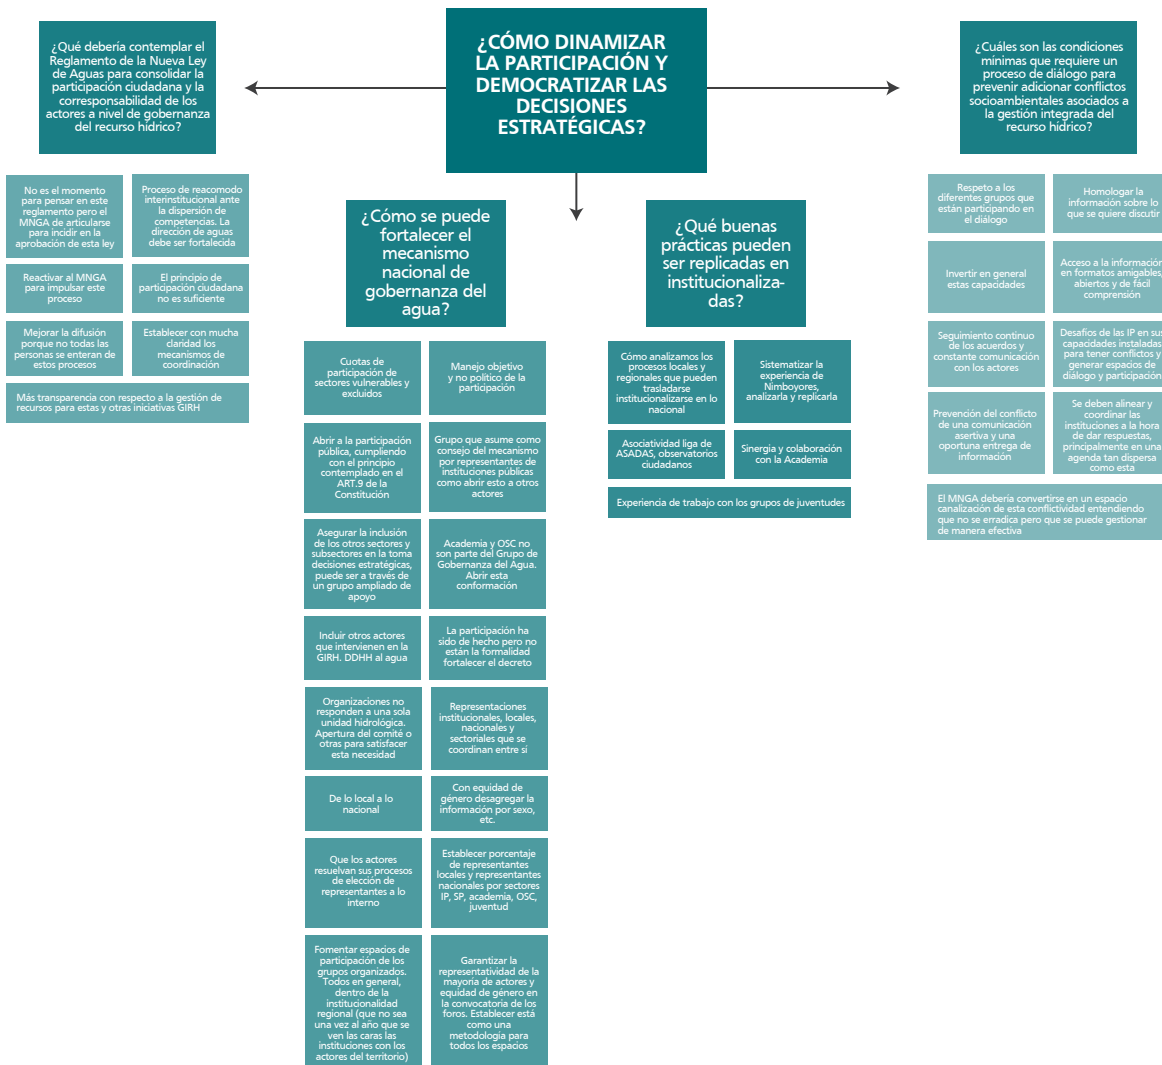 ¿CÓMO DINAMIZAR
LA PARTICIPACIÓN Y
DEMOCRATIZAR LAS
DECISIONES
ESTRATÉGICAS?
¿Qué debería contemplar el
Reglamento de la Nueva Ley
de Aguas para consolidar la
participación ciudadana y la
corresponsabilidad de los
actores a nivel de gobernanza
del recurso hídrico?
No es el momento
para pensar en este
reglamento pero el
MNGA de articularse
para incidir en la
aprobación de esta ley
Proceso de reacomodo
interinstitucional ante
la dispersión de
competencias. La
dirección de aguas
debe ser fortalecida
Reactivar al MNGA
para impulsar este
proceso
El principio de
participación ciudadana
no es suficiente
Mejorar la difusión
porque no todas las
personas se enteran de
estos procesos
Establecer con mucha
claridad los
mecanismos de
coordinación
Más transparencia con respecto a la gestión de
recursos para estas y otras iniciativas GIRH
¿Cómo se puede
fortalecer el
mecanismo
nacional de
gobernanza del
agua?
Cuotas de
participación de
sectores vulnerables y
excluidos
Manejo objetivo
y no político de la
participación
Abrir a la participación
pública, cumpliendo
con el principio
contemplado en el
ART.9 de la
Constitución
Grupo que asume como
consejo del mecanismo
por representantes de
instituciones públicas
como abrir esto a otros
actores
Asegurar la inclusión
de los otros sectores y
subsectores en la toma
decisiones estratégicas,
puede ser a través de
un grupo ampliado de
apoyo
Academia y OSC no
son parte del Grupo de
Gobernanza del Agua.
Abrir esta
conformación
Incluir otros actores
que intervienen en la
GIRH. DDHH al agua
La participación ha
sido de hecho pero no
están la formalidad
fortalecer el decreto
Organizaciones no
responden a una sola
unidad hidrológica.
Apertura del comité o
otras para satisfacer
esta necesidad
Representaciones
institucionales, locales,
nacionales y
sectoriales que se
coordinan entre sí
De lo local a lo
nacional
Con equidad de
género desagregar la
información por sexo,
etc.
Que los actores
resuelvan sus procesos
de elección de
representantes a lo
interno
Establecer porcentaje
de representantes
locales y representantes
nacionales por sectores
IP, SP, academia, OSC,
juventud
Fomentar espacios de
participación de los
grupos organizados.
Todos en general,
dentro de la
institucionalidad
regional (que no sea
una vez al año que se
ven las caras las
instituciones con los
actores del territorio)
Garantizar la
representatividad de la
mayoría de actores y
equidad de género en
la convocatoria de los
foros. Establecer está
como una
metodología para
todos los espacios
¿Qué buenas
prácticas pueden
ser replicadas en
institucionaliza-
das?
Cómo analizamos los
procesos locales y
regionales que pueden
trasladarse
institucionalizarse en lo
nacional
Sistematizar la
experiencia de
Nimboyores,
analizarla y replicarla
Asociatividad liga de
ASADAS, observatorios
ciudadanos
Sinergia y colaboración
con la Academia
Experiencia de trabajo con los grupos de juventudes
¿Cuáles son las condiciones
mínimas que requiere un
proceso de diálogo para
prevenir adicionar conflictos
socioambientales asociados a
la gestión integrada del
recurso hídrico?
Respeto a los
diferentes grupos que
están participando en
el diálogo
Homologar la
información sobre lo
que se quiere discutir
Invertir en general
estas capacidades
Acceso a la información
en formatos amigables,
abiertos y de fácil
comprensión
Seguimiento continuo
de los acuerdos y
constante comunicación
con los actores
Desafíos de las IP en sus
capacidades instaladas
para tener conflictos y
generar espacios de
diálogo y participación
Prevención del conflicto
de una comunicación
asertiva y una
oportuna entrega de
información
Se deben alinear y
coordinar las
instituciones a la hora
de dar respuestas,
principalmente en una
agenda tan dispersa
como esta
El MNGA debería convertirse en un espacio
canalización de esta conflictividad entendiendo
que no se erradica pero que se puede gestionar
de manera efectiva